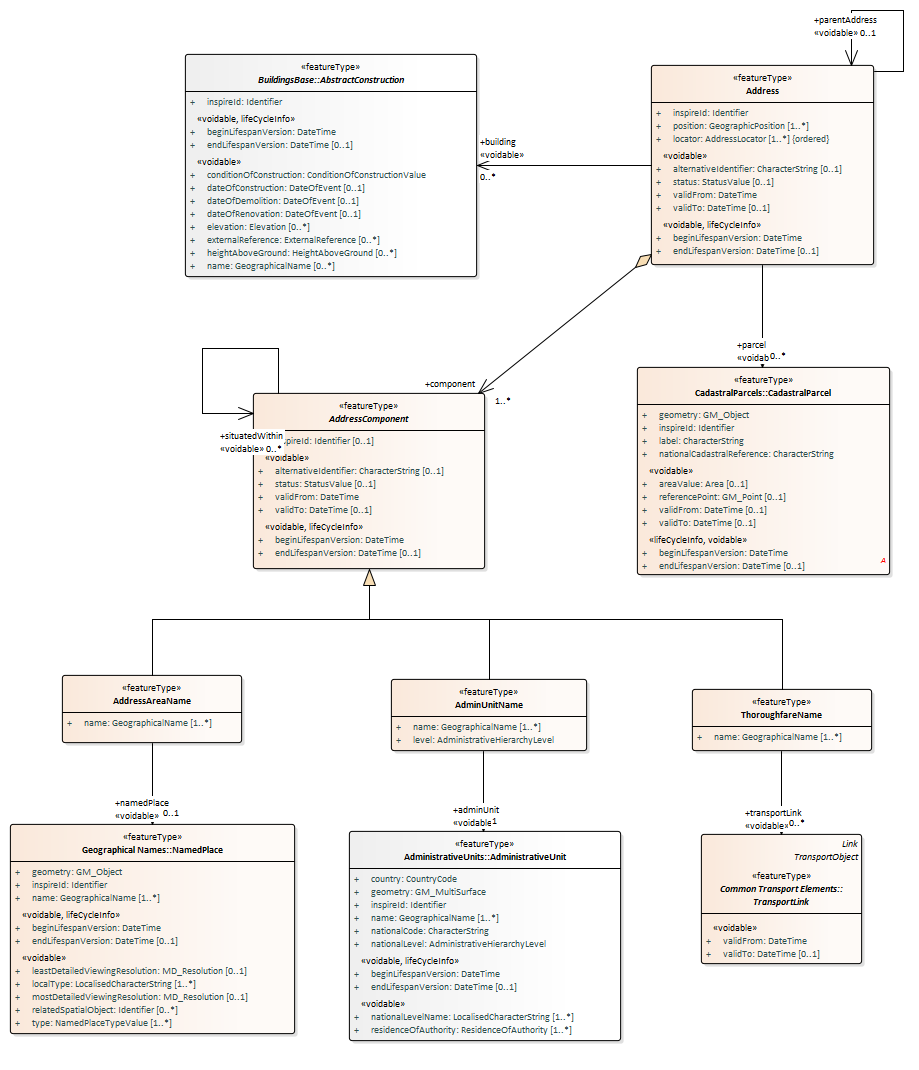 +parentAddress
«voidable» 0..1
«featureType»
BuildingsBase::AbstractConstruction
+ inspireId: Identifier
«voidable, lifeCycleInfo»
+ beginLifespanVersion: DateTime
+ endLifespanVersion: DateTime [0..1]
«voidable»
+ conditionOfConstruction: ConditionOfConstructionValue
+ dateOfConstruction: DateOfEvent [0..1]
+ dateOfDemolition: DateOfEvent [0..1]
+ dateOfRenovation: DateOfEvent [0..1]
+ elevation: Elevation [0..*]
+ externalReference: ExternalReference [0..*]
+ heightAboveGround: HeightAboveGround [0..*]
+ name: GeographicalName [0..*]
+building
«voidable»
0..*
«featureType»
Address
+ inspireId: Identifier
+ position: GeographicPosition [1..*]
+ locator: AddressLocator [1..*] {ordered}
«voidable»
+ alternativeIdentifier: CharacterString [0..1]
+ status: StatusValue [0..1]
+ validFrom: DateTime
+ validTo: DateTime [0..1]
«voidable, lifeCycleInfo»
+ beginLifespanVersion: DateTime
+ endLifespanVersion: DateTime [0..1]
+component
1..*
+parcel
«voidab 0..*
«featureType»
AddressComponent
+situatedWithin
«voidable» 0..*
spireId: Identifier [0..1]
«voidable»
+ alternativeIdentifier: CharacterString [0..1]
+ status: StatusValue [0..1]
+ validFrom: DateTime
+ validTo: DateTime [0..1]
«voidable, lifeCycleInfo»
+ beginLifespanVersion: DateTime
+ endLifespanVersion: DateTime [0..1]
«featureType»
CadastralParcels::CadastralParcel
+ geometry: GM_Object
+ inspireId: Identifier
+ label: CharacterString
+ nationalCadastralReference: CharacterString
«voidable»
+ areaValue: Area [0..1]
+ referencePoint: GM_Point [0..1]
+ validFrom: DateTime [0..1]
+ validTo: DateTime [0..1]
«lifeCycleInfo, voidable»
+ beginLifespanVersion: DateTime
+ endLifespanVersion: DateTime [0..1]
A
«featureType»
AddressAreaName
+ name: GeographicalName [1..*]
«featureType»
AdminUnitName
+ name: GeographicalName [1..*]
+ level: AdministrativeHierarchyLevel
«featureType»
ThoroughfareName
+ name: GeographicalName [1..*]
+namedPlace
«voidable» 0..1
+adminUnit
«voidable 1
+transportLink
«voidable» 0..*
«featureType»
Geographical Names::NamedPlace
+ geometry: GM_Object
+ inspireId: Identifier
+ name: GeographicalName [1..*]
«voidable, lifeCycleInfo»
+ beginLifespanVersion: DateTime
+ endLifespanVersion: DateTime [0..1]
«voidable»
+ leastDetailedViewingResolution: MD_Resolution [0..1]
+ localType: LocalisedCharacterString [1..*]
+ mostDetailedViewingResolution: MD_Resolution [0..1]
+ relatedSpatialObject: Identifier [0..*]
+ type: NamedPlaceTypeValue [1..*]
«featureType»
AdministrativeUnits::AdministrativeUnit
+ country: CountryCode
+ geometry: GM_MultiSurface
+ inspireId: Identifier
+ name: GeographicalName [1..*]
+ nationalCode: CharacterString
+ nationalLevel: AdministrativeHierarchyLevel
«voidable, lifeCycleInfo»
+ beginLifespanVersion: DateTime
+ endLifespanVersion: DateTime [0..1]
«voidable»
+ nationalLevelName: LocalisedCharacterString [1..*]
+ residenceOfAuthority: ResidenceOfAuthority [1..*]
Link
TransportObject
«featureType»
Common Transport Elements::
TransportLink
«voidable»
+ validFrom: DateTime
+ validTo: DateTime [0..1]